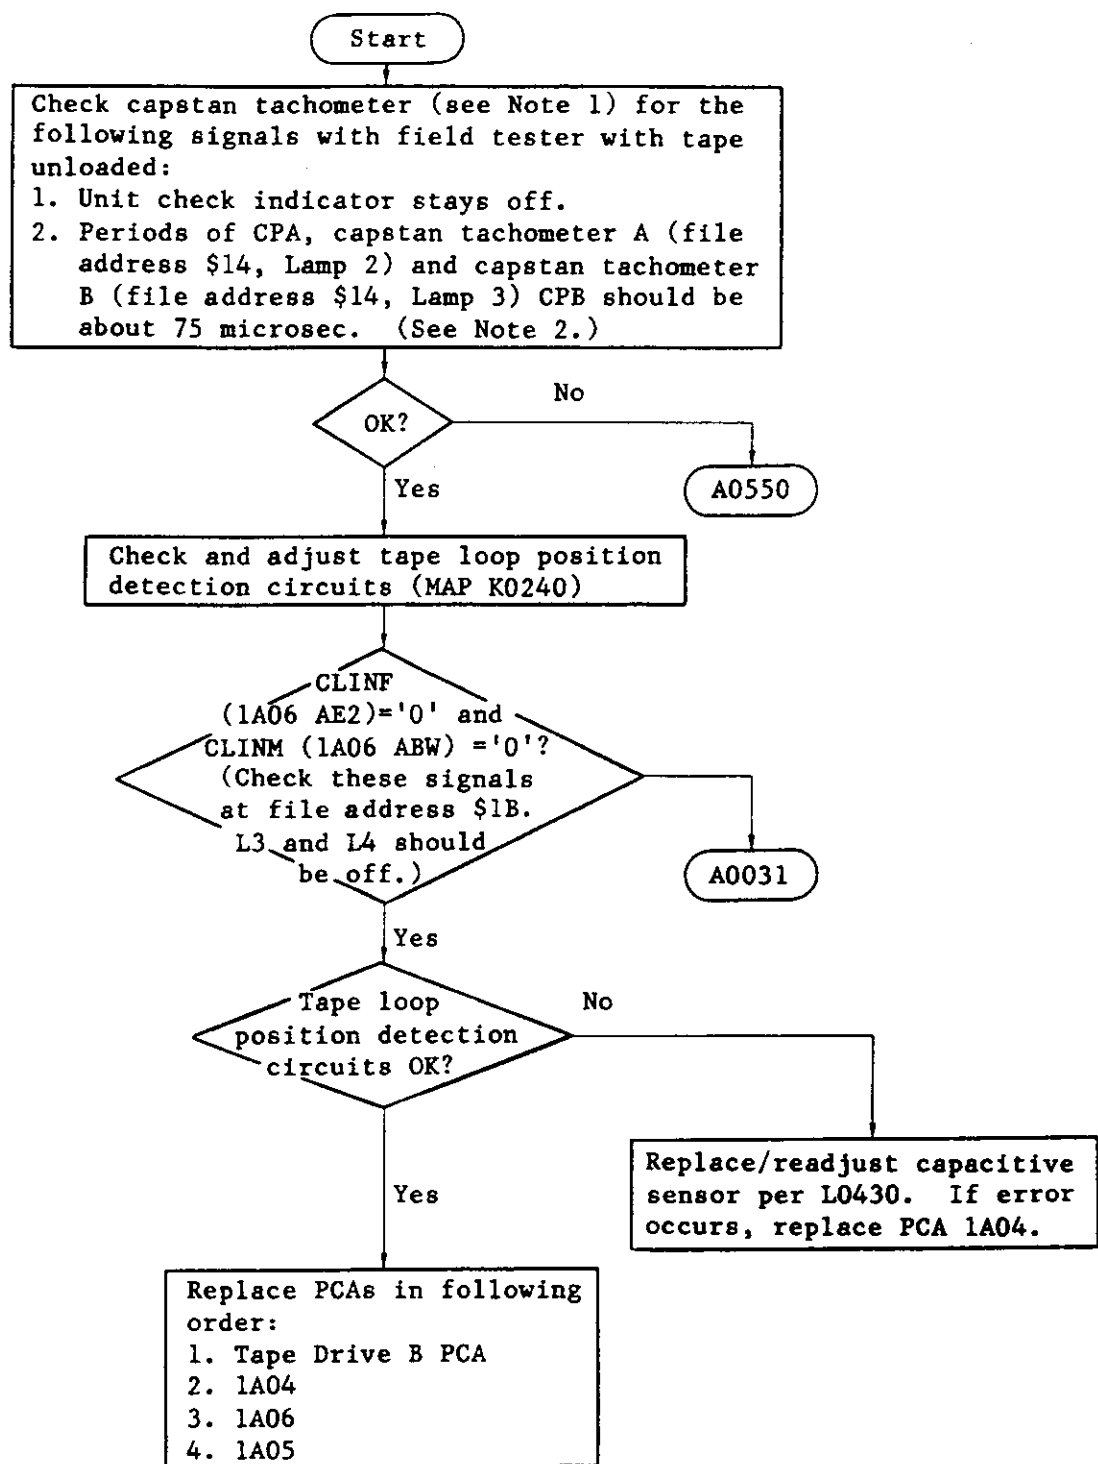 Start
Check capstan tachometer (see Note 1) for the
following signals with field tester with tape
unloaded:
1. Unit check indicator stays off.
2. Periods of CPA, capstan tachometer A (file
address $14, Lamp 2) and capstan tachometer
B (file address $14, Lamp 3) CPB should be
about 75 microsec. (See Note 2.)
OK?
No
A0550
Yes
Check and adjust tape loop position
detection circuits (MAP K0240)
CLINF
(1A06 AE2)='0' and
CLINM (1A06 ABW) ='0'?
(Check these signals
at file address $1B.
L3 and L4 should
be off.)
A0031
Yes
Tape loop
position detection
circuits OK?
No
Replace/readjust capacitive
sensor per L0430. If error
occurs, replace PCA 1A04.
Yes
Replace PCAs in following
order:
1. Tape Drive B PCA
2. 1A04
3. 1A06
4. 1A05